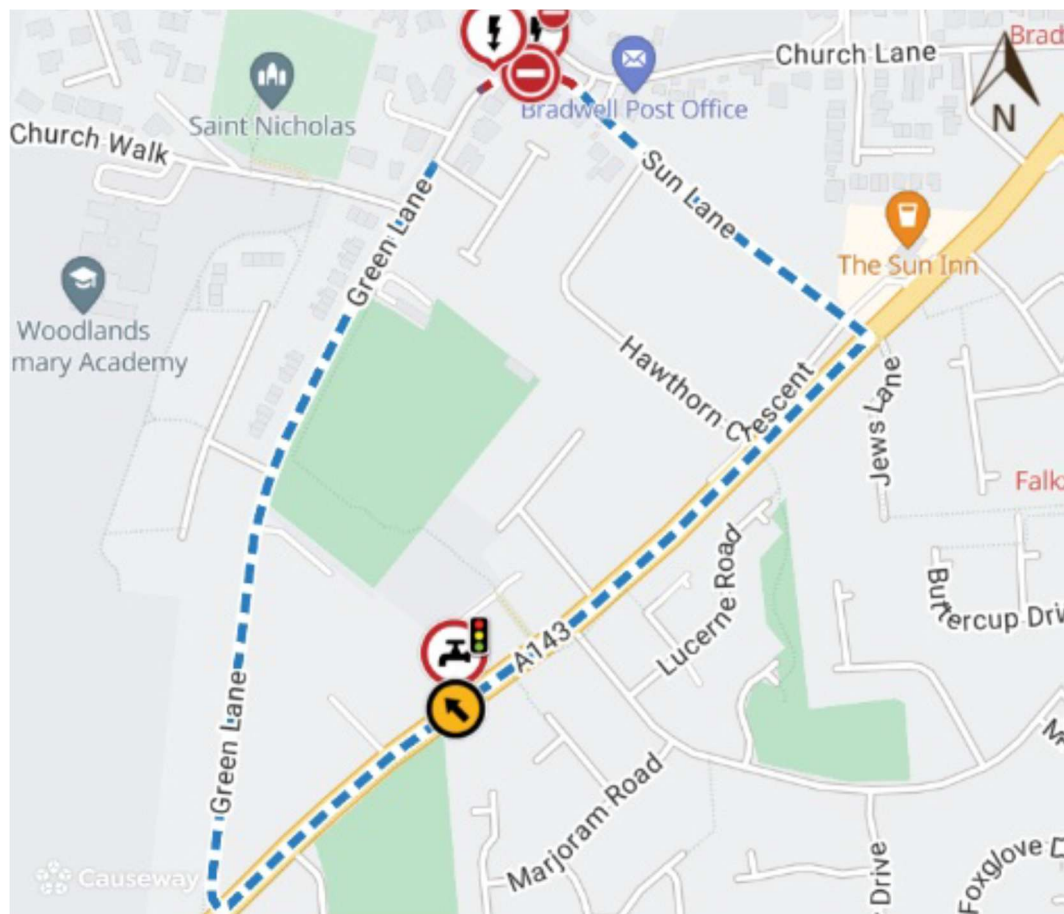 Church Lane
Brad
N
Bradwell Post Office
Saint Nicholas
Church Walk
Sun Lane
Green Lane
The Sun Inn
Woodlands
mary Academy
Hawthorn Crescent
Jews Lane
Falk
Lucerne Road
Buttercup Dri
A143
Green Lane
Marjoram Road
Drive
Foxglove D
Causeway